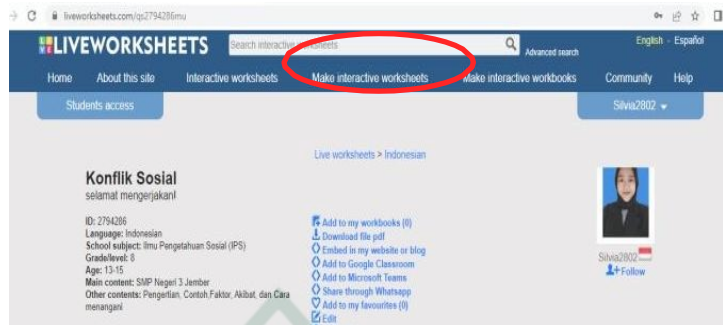 liveworksheets.com/qs2794286mu
LIVEWORKSHEETS
Search interactive worksheets
Advanced search
English - Español
Home About this site Interactive worksheets Make interactive worksheets Make interactive workbooks Community Help
Students access
Silvia2802
Live worksheets > Indonesian
Konflik Sosial
selamat mengerjakan!
ID: 2794286
Language: Indonesian
School subject: Ilmu Pengetahuan Sosial (IPS)
Grade/level: 8
Age: 13-15
Main content: SMP Negeri 3 Jember
Other contents: Pengertian, Contoh,Faktor, Akibat, dan Cara
menangani
Add to my workbooks (0)
Download file pdf
Embed in my website or blog
Add to Google Classroom
Add to Microsoft Teams
Share through Whatsapp
Add to my favourites (0)
Edit
Silvia2802
Follow